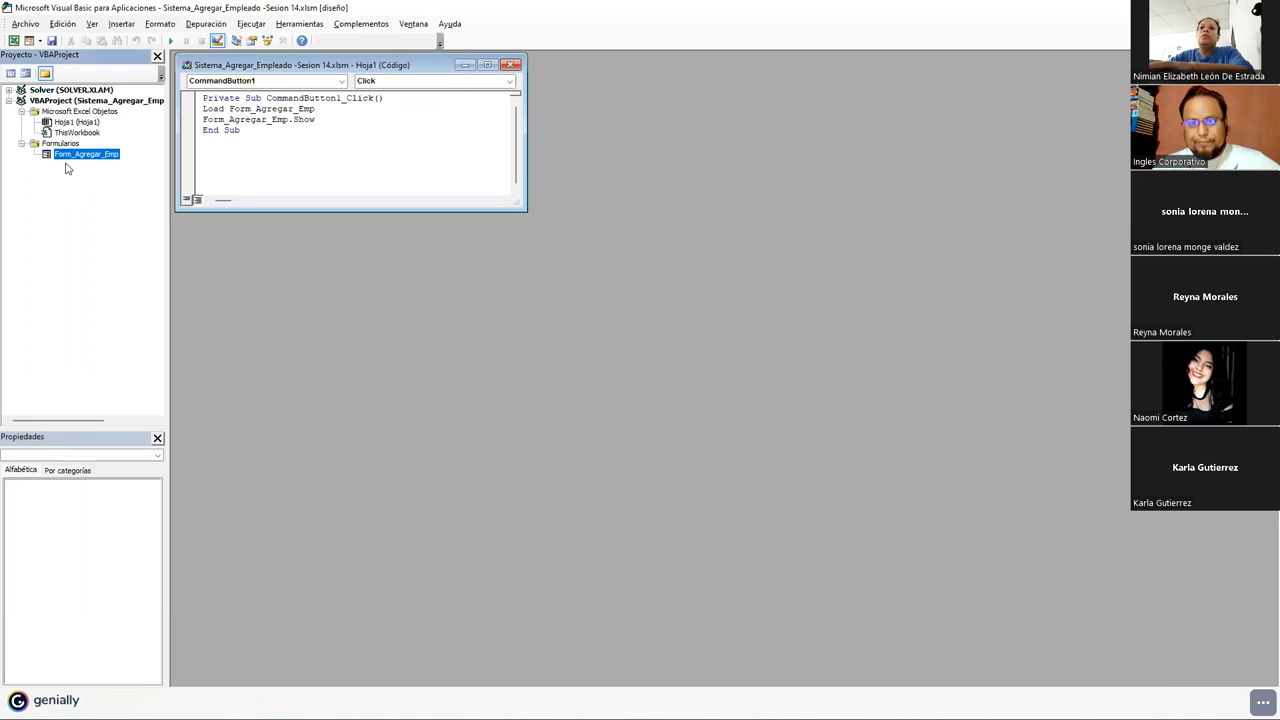 Microsoft Visual Basic para Aplicaciones - Sistema_Agregar_Empleado -Sesion 14.xlsm [diseño]
Archivo Edición Ver Insertar Formato Depuración Ejecutar Herramientas Complementos Ventana Ayuda
Proyecto - VBAProject
Solver (SOLVER.XLAM)
VBAProject (Sistema_Agregar_Emp
Microsoft Excel Objetos
Hoja1 (Hoja1)
ThisWorkbook
Formularios
Form_Agregar_Emp
Propiedades
Alfabética Por categorías
Sistema_Agregar_Empleado -Sesion 14.xlsm - Hoja1 (Código)
CommandButton1 Click
Private Sub CommandButton1_Click()
Load Form_Agregar_Emp
Form_Agregar_Emp.Show
End Sub
Nimian Elizabeth León De Estrada
Ingles Corporativo
sonia lorena mon...
sonia lorena monge valdez
Reyna Morales
Reyna Morales
Naomi Cortez
Karla Gutierrez
Karla Gutierrez
genially